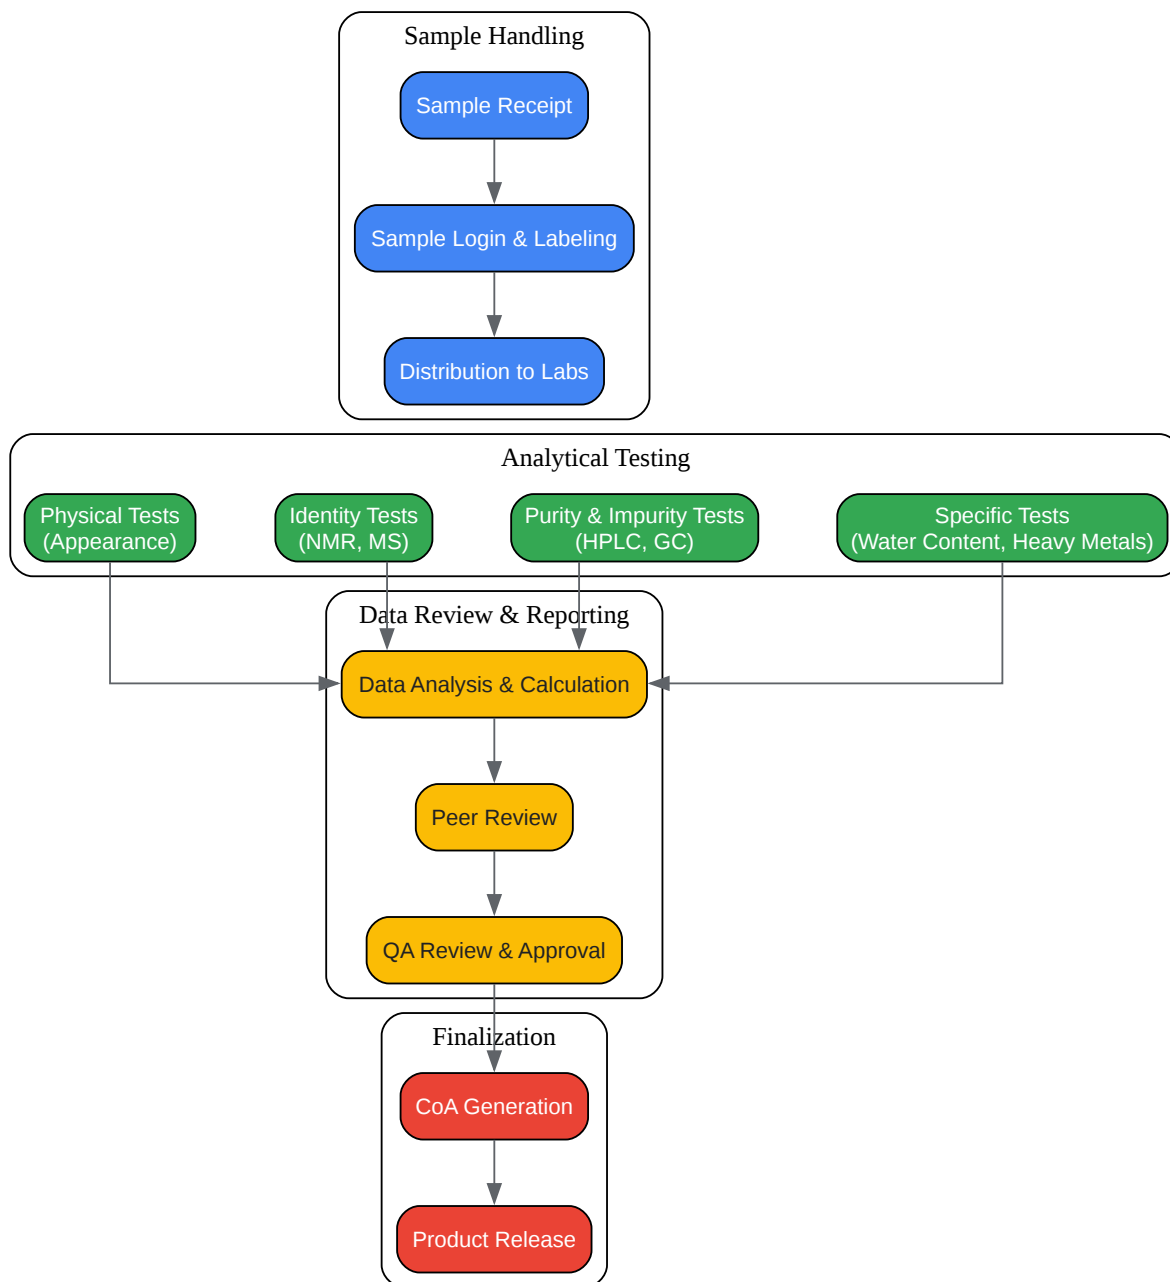 Sample Handling
Sample Receipt
Sample Login & Labeling
Distribution to Labs
Analytical Testing
Physical Tests
(Appearance)
Identity Tests
(NMR, MS)
Purity & Impurity Tests
(HPLC, GC)
Specific Tests
(Water Content, Heavy Metals)
Data Review & Reporting
Data Analysis & Calculation
Peer Review
QA Review & Approval
Finalization
CoA Generation
Product Release